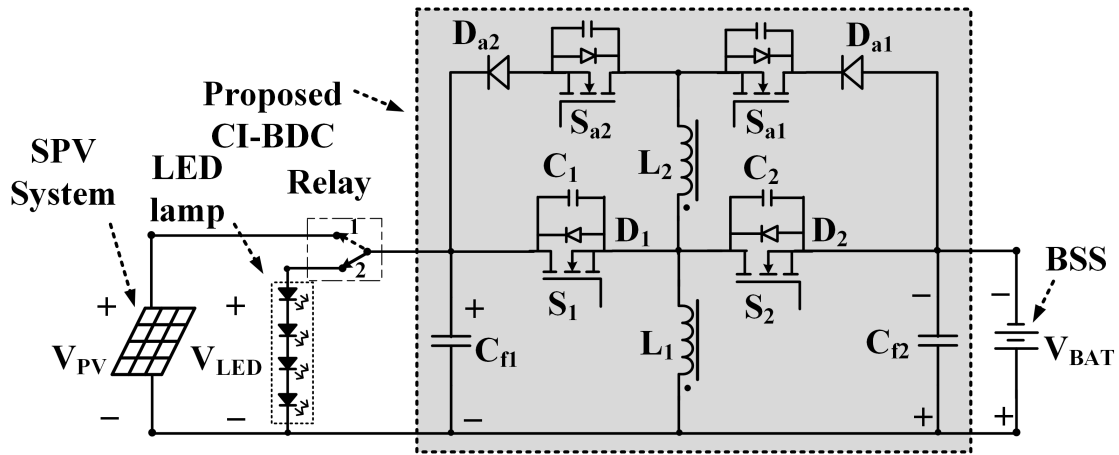 D_a2
D_a1
S_a2
S_a1
Proposed
CI-BDC
SPV
System
LED
lamp
Relay
C_1
L_2
C_2
1
2
D_1
D_2
BSS
S_1
S_2
+
+
+
−
−
V_PV
V_LED
C_f1
L_1
C_f2
V_BAT
−
−
−
+
+